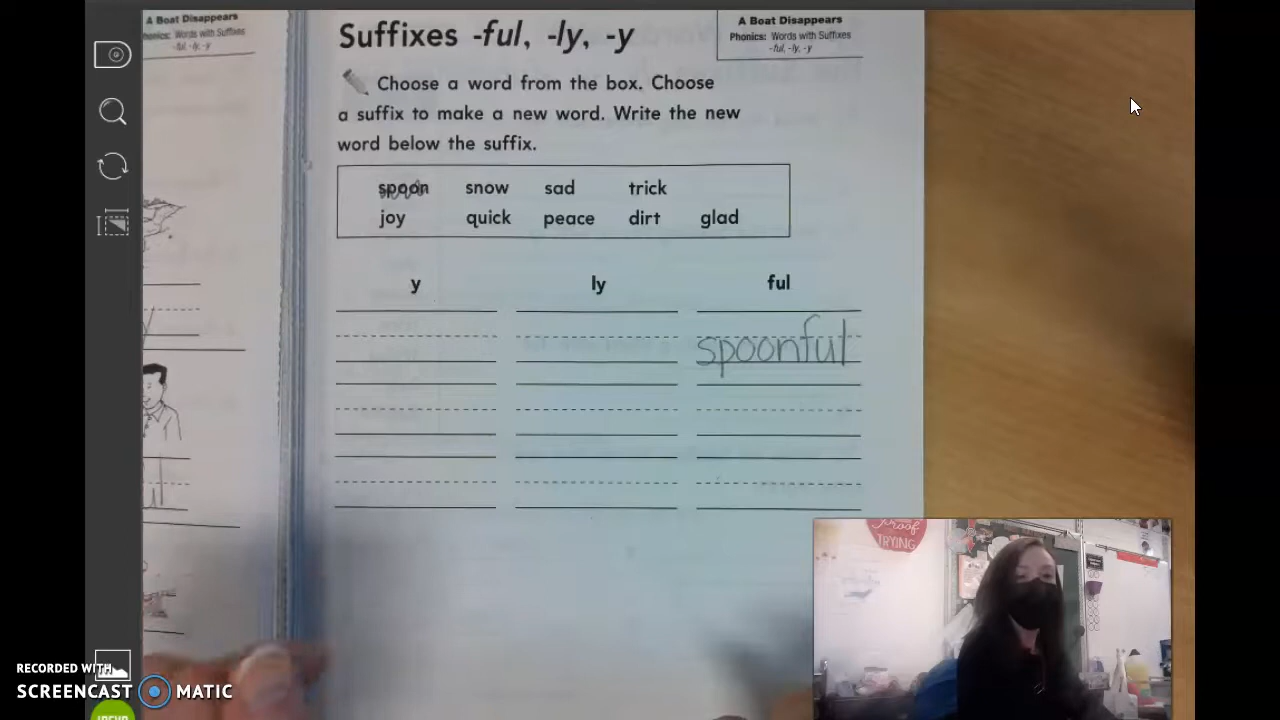 A Boat Disappears
Phonics: Words with Suffixes
-ful, -ly, -y
A Boat Disappears
Phonics: Words with Suffixes
-ful, -ly, -y
Suffixes -ful, -ly, -y
Choose a word from the box. Choose
a suffix to make a new word. Write the new
word below the suffix.
spoon snow sad trick
joy quick peace dirt glad
y ly ful
spoonful
Proof
TRYING
RECORDED WITH
SCREENCAST MATIC